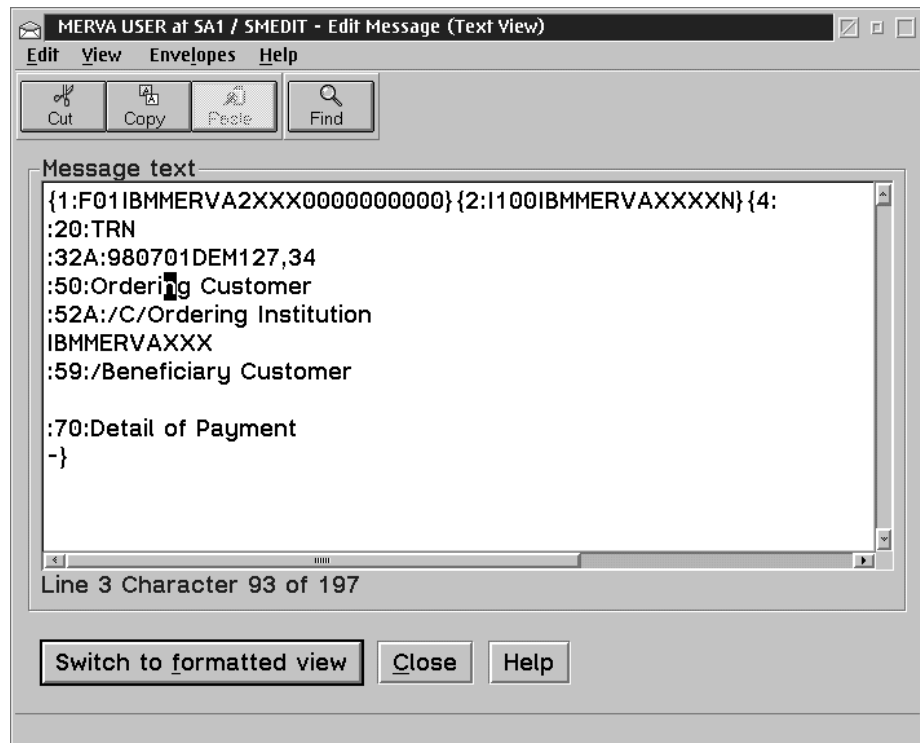 MERVA USER at SA1 / SMEDIT - Edit Message (Text View)
Edit View Envelopes Help
Cut Copy Paste Find
Message text
{1:F01IBMMERVA2XXX0000000000}{2:I100IBMMERVAXXXXN}{4:
:20:TRN
:32A:980701DEM127,34
:50:Ordering Customer
:52A:/C/Ordering Institution
IBMMERVAXXX
:59:/Beneficiary Customer
:70:Detail of Payment
-}
Line 3 Character 93 of 197
Switch to formatted view Close Help